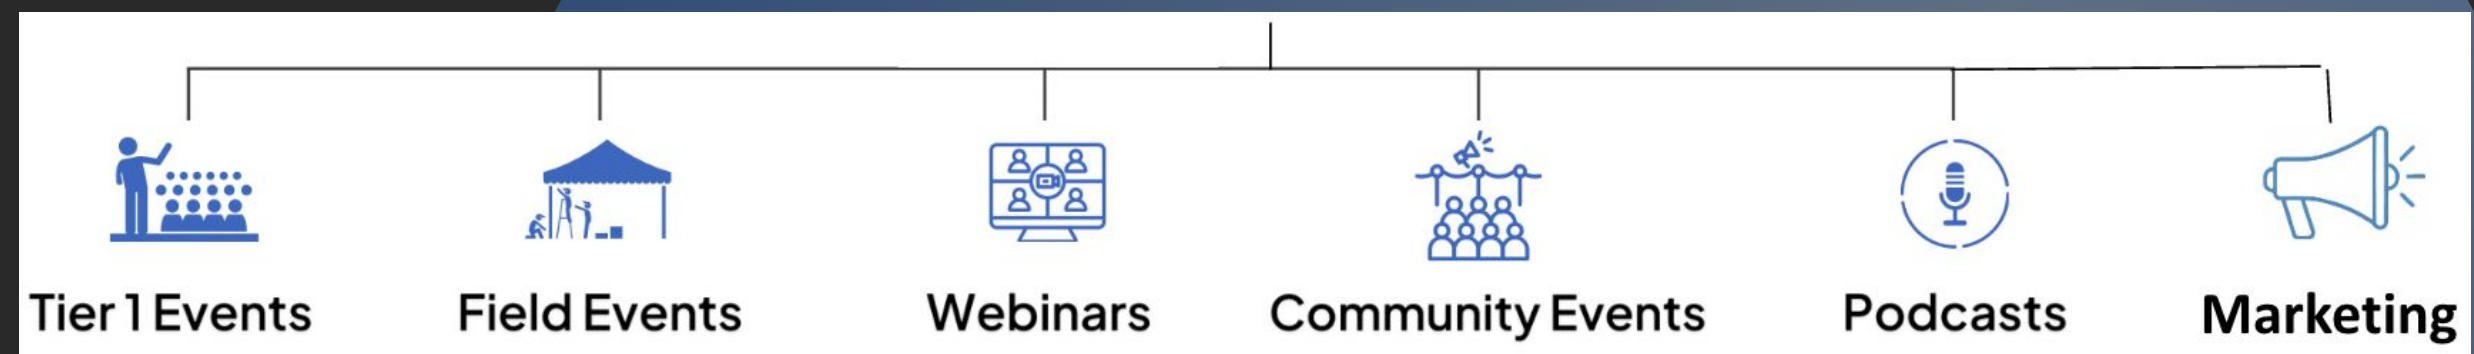 Tier 1 Events
Field Events
Webinars
Community Events
Podcasts
Marketing